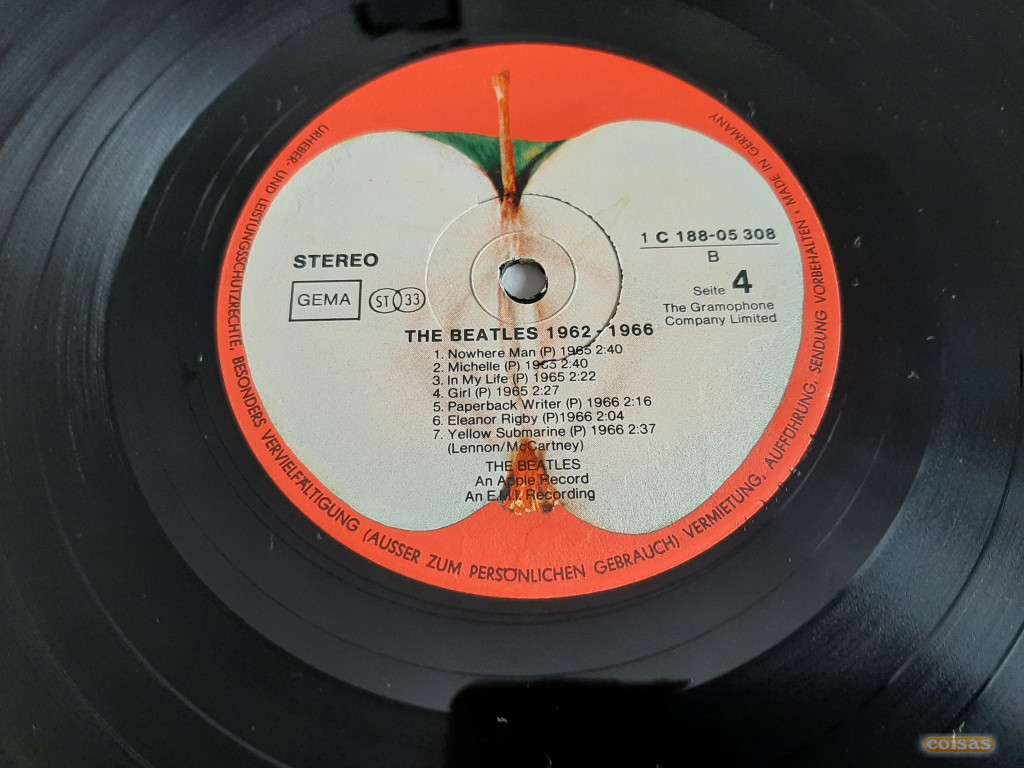 URHEBER- UND LEISTUNGSSCHUTZRECHTE, BESONDERS VERVIELFÄLTIGUNG (AUSSER ZUM PERSÖNLICHEN GEBRAUCH) VERMIETUNG, AUFFÜHRUNG, SENDUNG VORBEHALTEN · MADE IN GERMANY
STEREO
GEMA
ST 33
1 C 188-05 308
B
Seite 4
The Gramophone
Company Limited
THE BEATLES 1962-1966
1. Nowhere Man (P) 1965 2:40
2. Michelle (P) 1965 2:40
3. In My Life (P) 1965 2:22
4. Girl (P) 1965 2:27
5. Paperback Writer (P) 1966 2:16
6. Eleanor Rigby (P)1966 2:04
7. Yellow Submarine (P) 1966 2:37
(Lennon/McCartney)
THE BEATLES
An Apple Record
An E.M.I. Recording
coisas